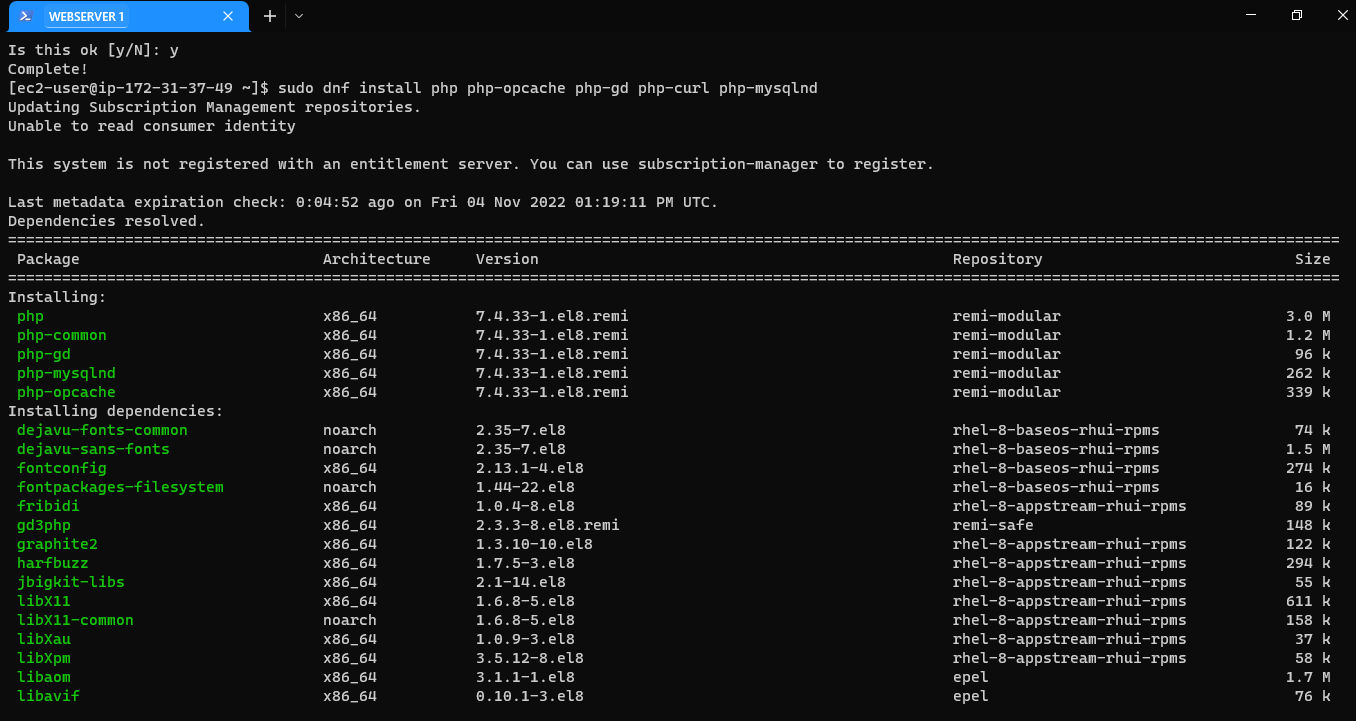 WEBSERVER 1
Is this ok [y/N]: y
Complete!
[ec2-user@ip-172-31-37-49 ~]$ sudo dnf install php php-opcache php-gd php-curl php-mysqlnd
Updating Subscription Management repositories.
Unable to read consumer identity
This system is not registered with an entitlement server. You can use subscription-manager to register.
Last metadata expiration check: 0:04:52 ago on Fri 04 Nov 2022 01:19:11 PM UTC.
Dependencies resolved.
Package Architecture Version Repository Size
Installing:
php x86_64 7.4.33-1.el8.remi remi-modular 3.0 M
php-common x86_64 7.4.33-1.el8.remi remi-modular 1.2 M
php-gd x86_64 7.4.33-1.el8.remi remi-modular 96 k
php-mysqlnd x86_64 7.4.33-1.el8.remi remi-modular 262 k
php-opcache x86_64 7.4.33-1.el8.remi remi-modular 339 k
Installing dependencies:
dejavu-fonts-common noarch 2.35-7.el8 rhel-8-baseos-rhui-rpms 74 k
dejavu-sans-fonts noarch 2.35-7.el8 rhel-8-baseos-rhui-rpms 1.5 M
fontconfig x86_64 2.13.1-4.el8 rhel-8-baseos-rhui-rpms 274 k
fontpackages-filesystem noarch 1.44-22.el8 rhel-8-baseos-rhui-rpms 16 k
fribidi x86_64 1.0.4-8.el8 rhel-8-appstream-rhui-rpms 89 k
gd3php x86_64 2.3.3-8.el8.remi remi-safe 148 k
graphite2 x86_64 1.3.10-10.el8 rhel-8-appstream-rhui-rpms 122 k
harfbuzz x86_64 1.7.5-3.el8 rhel-8-appstream-rhui-rpms 294 k
jbigkit-libs x86_64 2.1-14.el8 rhel-8-appstream-rhui-rpms 55 k
libX11 x86_64 1.6.8-5.el8 rhel-8-appstream-rhui-rpms 611 k
libX11-common noarch 1.6.8-5.el8 rhel-8-appstream-rhui-rpms 158 k
libXau x86_64 1.0.9-3.el8 rhel-8-appstream-rhui-rpms 37 k
libXpm x86_64 3.5.12-8.el8 rhel-8-appstream-rhui-rpms 58 k
libaom x86_64 3.1.1-1.el8 epel 1.7 M
libavif x86_64 0.10.1-3.el8 epel 76 k